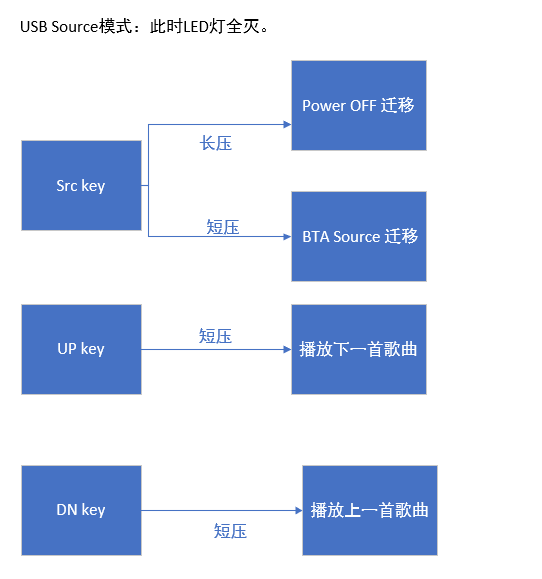 USB Source模式：此时LED灯全灭。
Power OFF 迁移
长压
Src key
短压
BTA Source 迁移
UP key
短压
播放下一首歌曲
DN key
短压
播放上一首歌曲